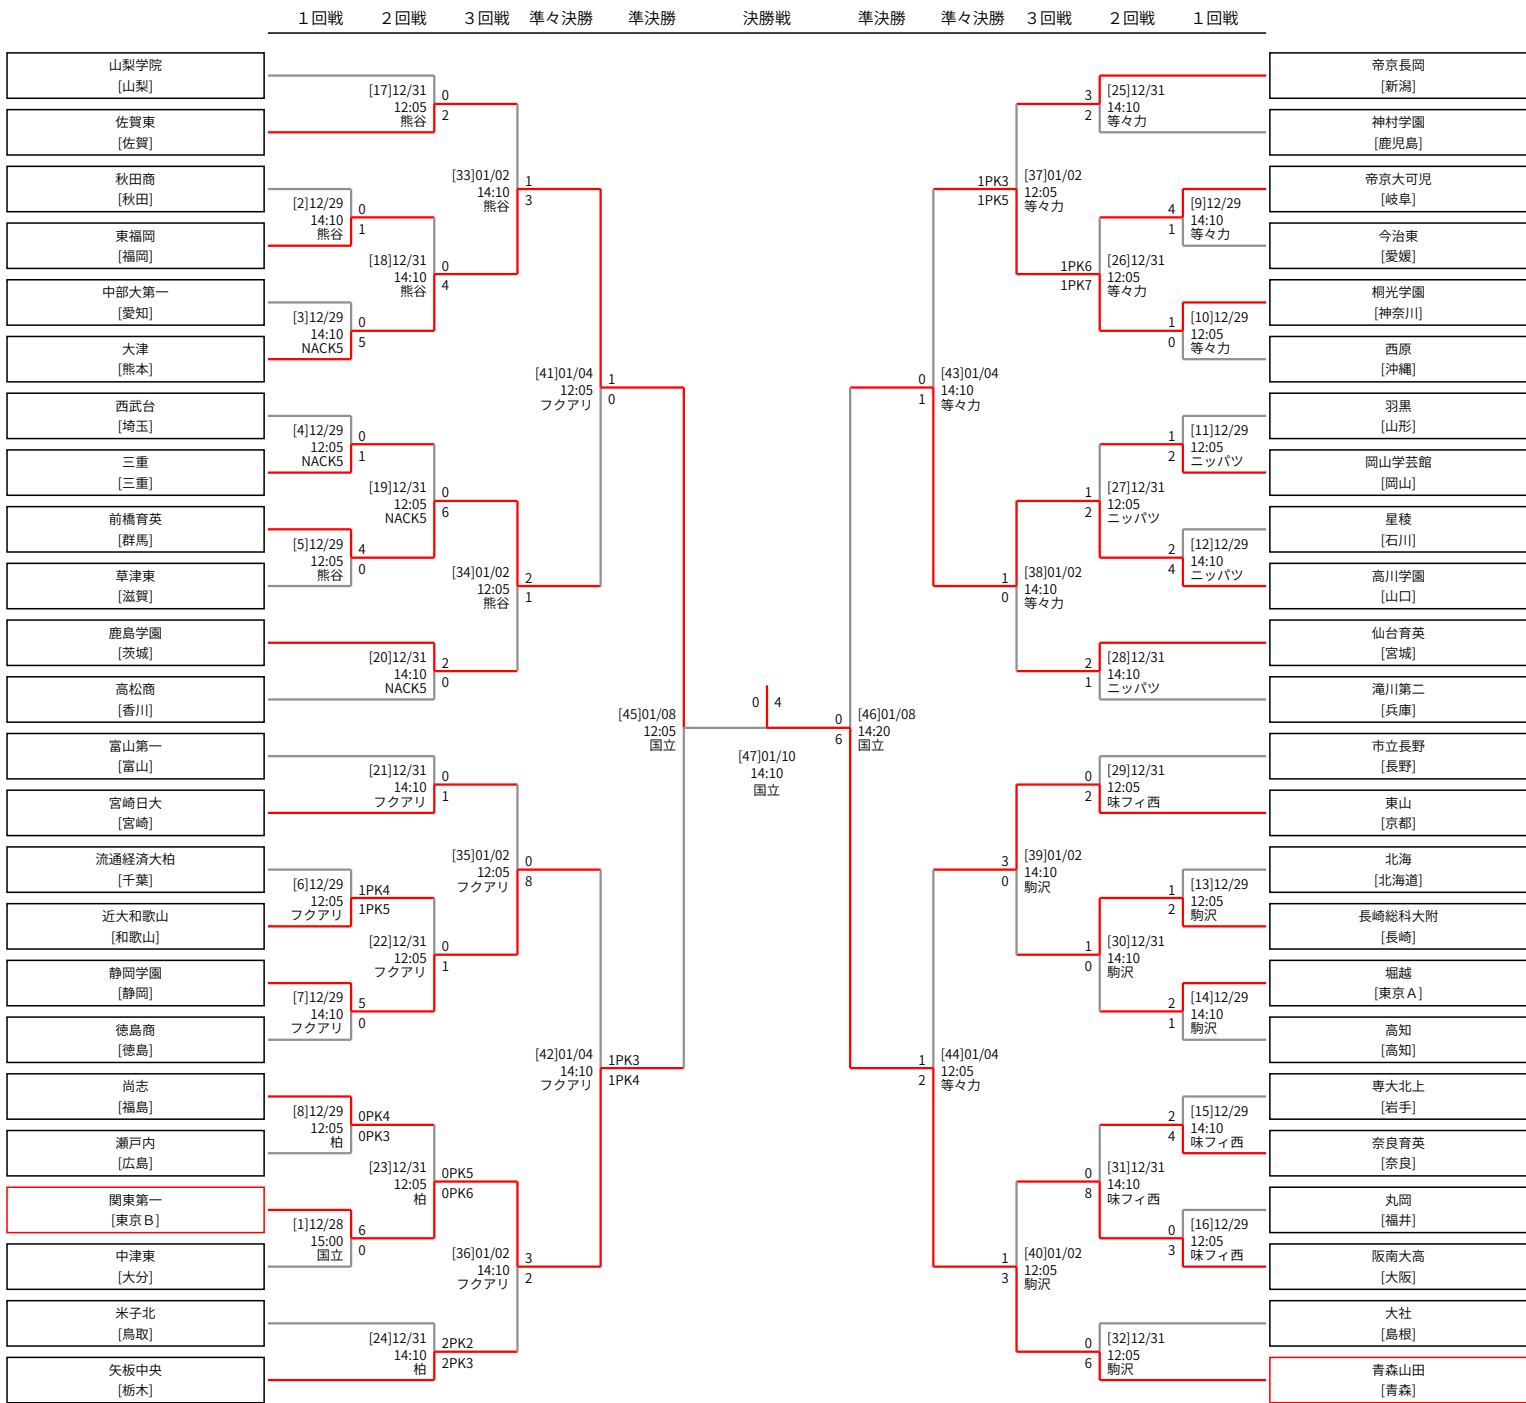 １回戦 ２回戦 ３回戦 準々決勝 準決勝 決勝戦 準決勝 準々決勝 ３回戦 ２回戦 １回戦
山梨学院
[山梨]
佐賀東
[佐賀]
秋田商
[秋田]
東福岡
[福岡]
中部大第一
[愛知]
大津
[熊本]
西武台
[埼玉]
三重
[三重]
前橋育英
[群馬]
草津東
[滋賀]
鹿島学園
[茨城]
高松商
[香川]
富山第一
[富山]
宮崎日大
[宮崎]
流通経済大柏
[千葉]
近大和歌山
[和歌山]
静岡学園
[静岡]
徳島商
[徳島]
尚志
[福島]
瀬戸内
[広島]
関東第一
[東京Ｂ]
中津東
[大分]
米子北
[鳥取]
矢板中央
[栃木]
[2]12/29
14:10
熊谷
0
1
[3]12/29
14:10
NACK5
0
5
[4]12/29
12:05
NACK5
0
1
[5]12/29
12:05
熊谷
4
0
[6]12/29
12:05
フクアリ
1PK4
1PK5
[7]12/29
14:10
フクアリ
5
0
[8]12/29
12:05
柏
0PK4
0PK3
[1]12/28
15:00
国立
6
0
[17]12/31
12:05
熊谷
0
2
[18]12/31
14:10
熊谷
0
4
[19]12/31
12:05
NACK5
0
6
[20]12/31
14:10
NACK5
2
0
[21]12/31
14:10
フクアリ
0
1
[22]12/31
12:05
フクアリ
0
1
[23]12/31
12:05
柏
0PK5
0PK6
[24]12/31
14:10
柏
2PK2
2PK3
[33]01/02
14:10
熊谷
1
3
[34]01/02
12:05
熊谷
2
1
[35]01/02
12:05
フクアリ
0
8
[36]01/02
14:10
フクアリ
3
2
[41]01/04
12:05
フクアリ
1
0
[42]01/04
14:10
フクアリ
1PK3
1PK4
[45]01/08
12:05
国立
0 4
[47]01/10
14:10
国立
0
6
[46]01/08
14:20
国立
0
1
[43]01/04
14:10
等々力
1
2
[44]01/04
12:05
等々力
1PK3
1PK5
[37]01/02
12:05
等々力
1
0
[38]01/02
14:10
等々力
3
0
[39]01/02
14:10
駒沢
1
3
[40]01/02
12:05
駒沢
3
2
[25]12/31
14:10
等々力
1PK6
1PK7
[26]12/31
12:05
等々力
1
2
[27]12/31
12:05
ニッパツ
2
1
[28]12/31
14:10
ニッパツ
0
2
[29]12/31
12:05
味フィ西
1
0
[30]12/31
14:10
駒沢
0
8
[31]12/31
14:10
味フィ西
0
6
[32]12/31
12:05
駒沢
4
1
[9]12/29
14:10
等々力
1
0
[10]12/29
12:05
等々力
1
2
[11]12/29
12:05
ニッパツ
2
4
[12]12/29
14:10
ニッパツ
1
2
[13]12/29
12:05
駒沢
2
1
[14]12/29
14:10
駒沢
2
4
[15]12/29
14:10
味フィ西
0
3
[16]12/29
12:05
味フィ西
帝京長岡
[新潟]
神村学園
[鹿児島]
帝京大可児
[岐阜]
今治東
[愛媛]
桐光学園
[神奈川]
西原
[沖縄]
羽黒
[山形]
岡山学芸館
[岡山]
星稜
[石川]
高川学園
[山口]
仙台育英
[宮城]
滝川第二
[兵庫]
市立長野
[長野]
東山
[京都]
北海
[北海道]
長崎総科大附
[長崎]
堀越
[東京Ａ]
高知
[高知]
専大北上
[岩手]
奈良育英
[奈良]
丸岡
[福井]
阪南大高
[大阪]
大社
[島根]
青森山田
[青森]